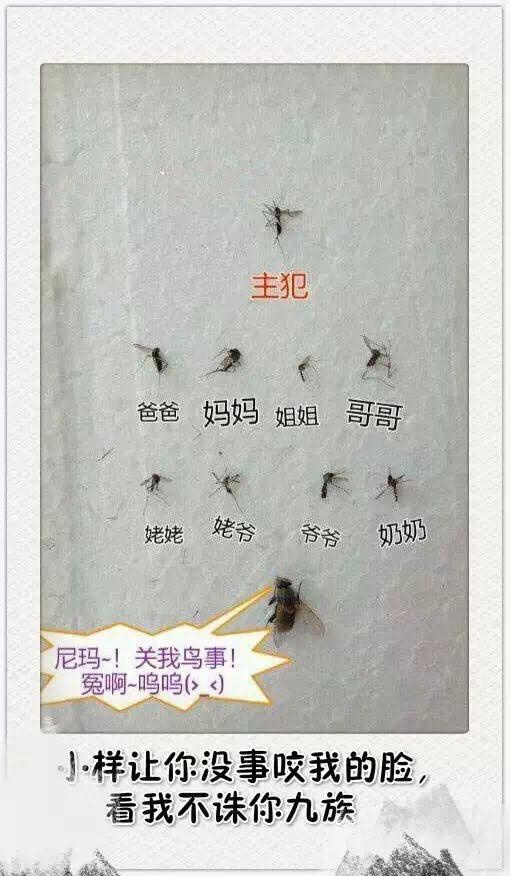 主犯
爸爸 妈妈 姐姐 哥哥
姥姥 姥爷 爷爷 奶奶
尼玛~！关我鸟事！
冤啊~呜呜(>_<)
小样让你没事咬我的脸，
看我不诛你九族